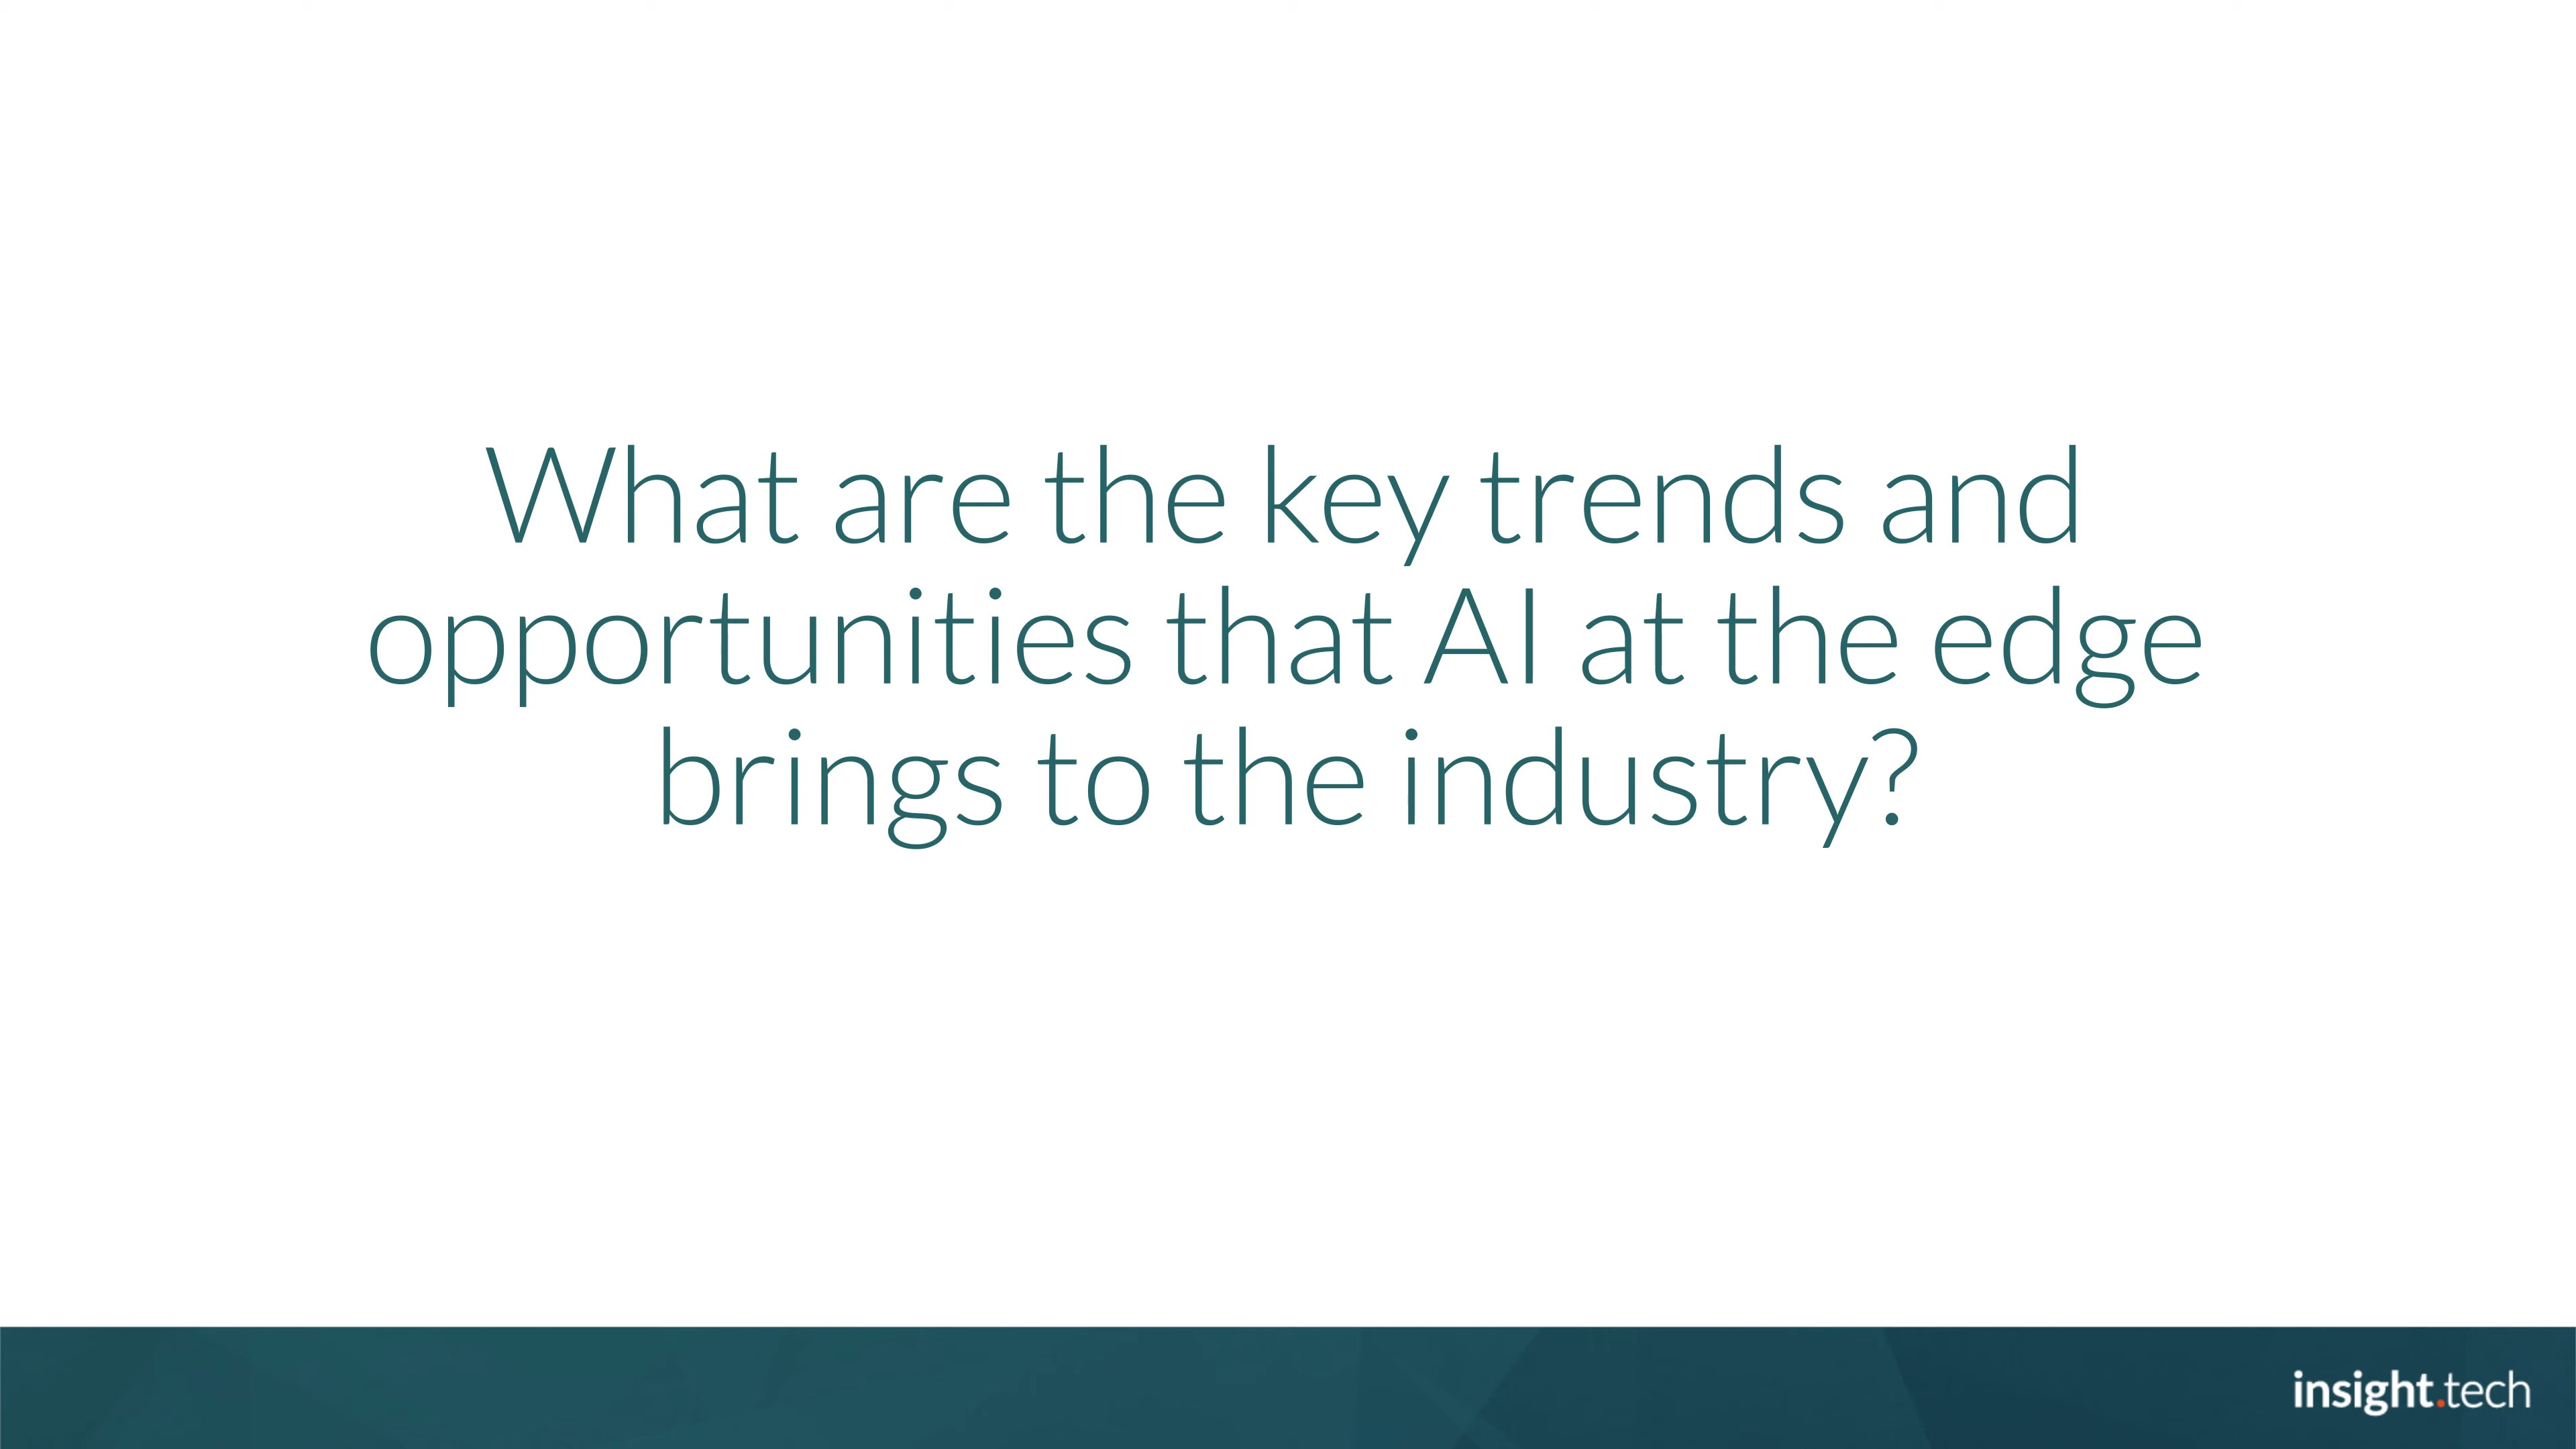 What are the key trends and
opportunities that AI at the edge
brings to the industry?
insight.tech